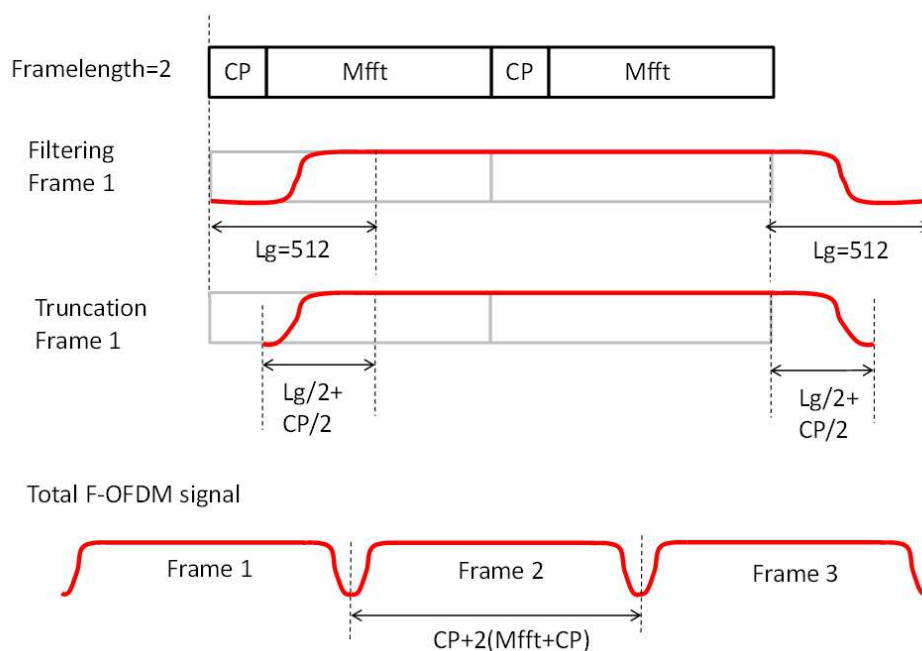 Framelength=2
CP
Mfft
CP
Mfft
Filtering
Frame 1
Lg=512
Lg=512
Truncation
Frame 1
Lg/2+
CP/2
Lg/2+
CP/2
Total F-OFDM signal
Frame 1
Frame 2
Frame 3
CP+2(Mfft+CP)